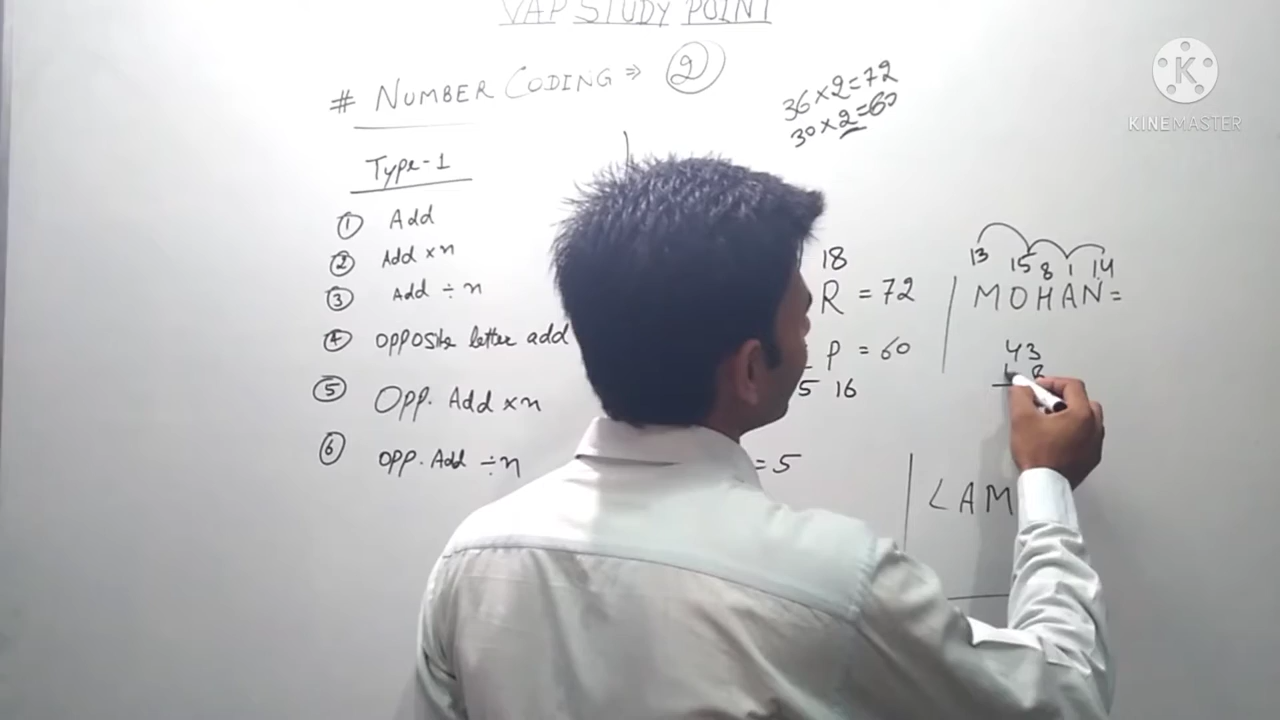 VAP STUDY POINT
# NUMBER CODING ⇒ 2
36×2=72
30×2=60
Type-1
① Add
② Add ×n
③ Add ÷n
④ opposite letter add
⑤ Opp. Add ×n
⑥ Opp. Add ÷n
18
R = 72
P = 60
5 16
= 5
13 15 8 1 14
MOHAN=
43
8
LAM
K
KINEMASTER